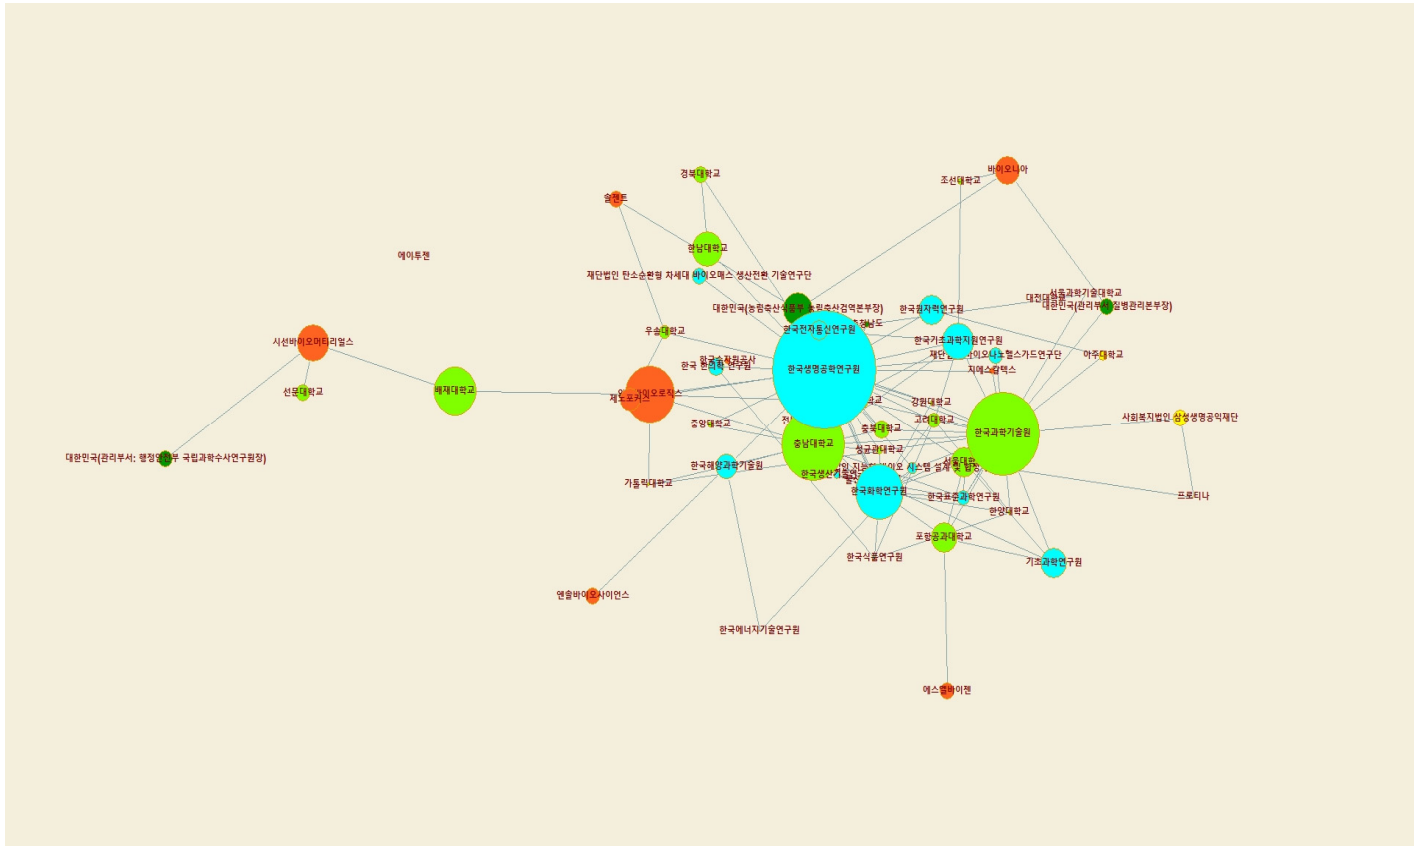 바이오니아
경북대학교
조선대학교
솔젠트
한남대학교
에이투젠
재단법인 탄소순환형 차세대 바이오매스 생산전환 기술연구단
서울과학기술대학교
대한민국(농림축산식품부 농림축산검역본부장)
한국원자력연구원
대한민국(관리부서:질병관리본부장)
한국전자통신연구원
우송대학교
시선바이오머티리얼스
한국기초과학지원연구원
아주대학교
한국 한의학 연구원
한국생명공학연구원
지에스칼텍스
배재대학교
선문대학교
제노포커스
강원대학교
사회복지법인 삼성생명공익재단
고려대학교
중앙대학교
충북대학교
한국과학기술원
충남대학교
성균관대학교
대한민국(관리부서: 행정안전부 국립과학수사연구원장)
한국해양과학기술원
가톨릭대학교
한국화학연구원
한국표준과학연구원
프로티나
한양대학교
포항공과대학교
한국식품연구원
기초과학연구원
엔솔바이오사이언스
한국에너지기술연구원
에스엘바이젠